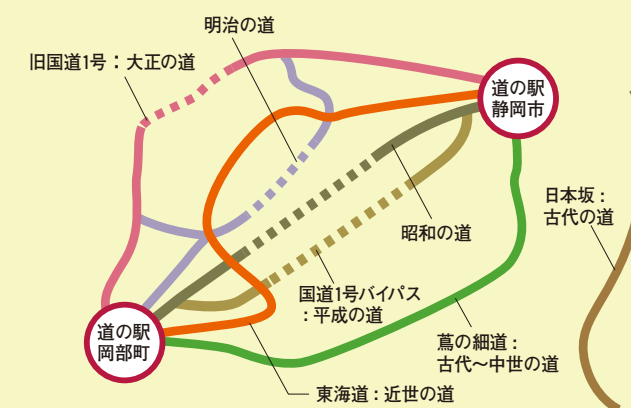 明治の道
旧国道1号：大正の道
道の駅
静岡市
日本坂：
古代の道
昭和の道
国道1号バイパス
：平成の道
道の駅
岡部町
蔦の細道：
古代～中世の道
東海道：近世の道